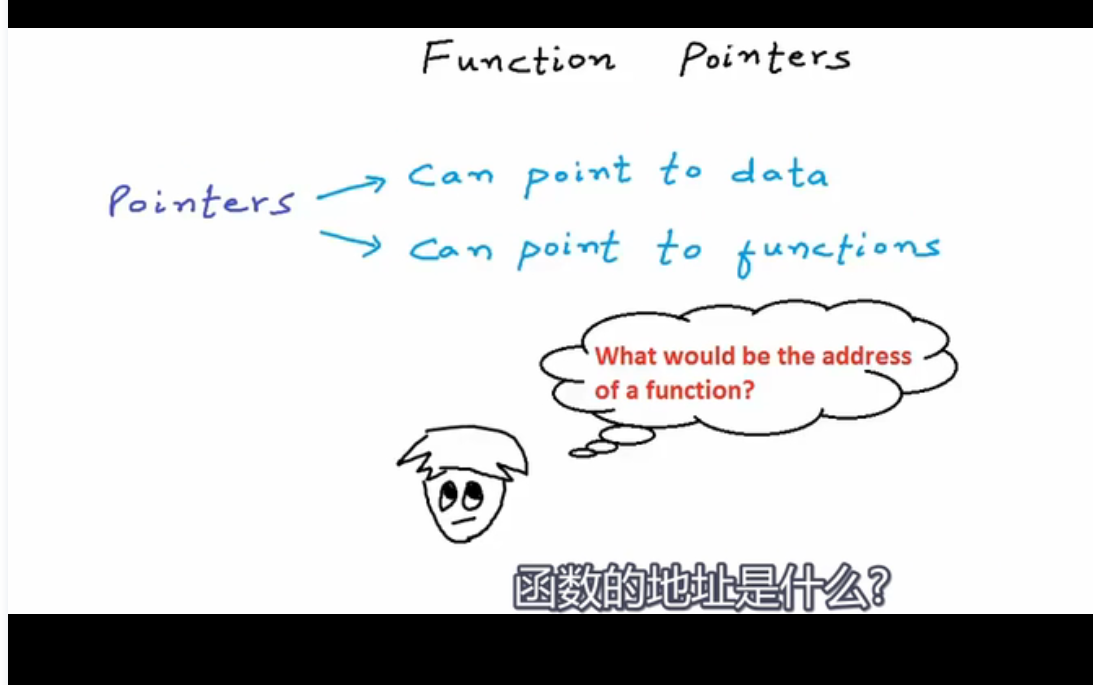 Function Pointers
Pointers
Can point to data
Can point to functions
What would be the address
of a function?
函数的地址是什么?